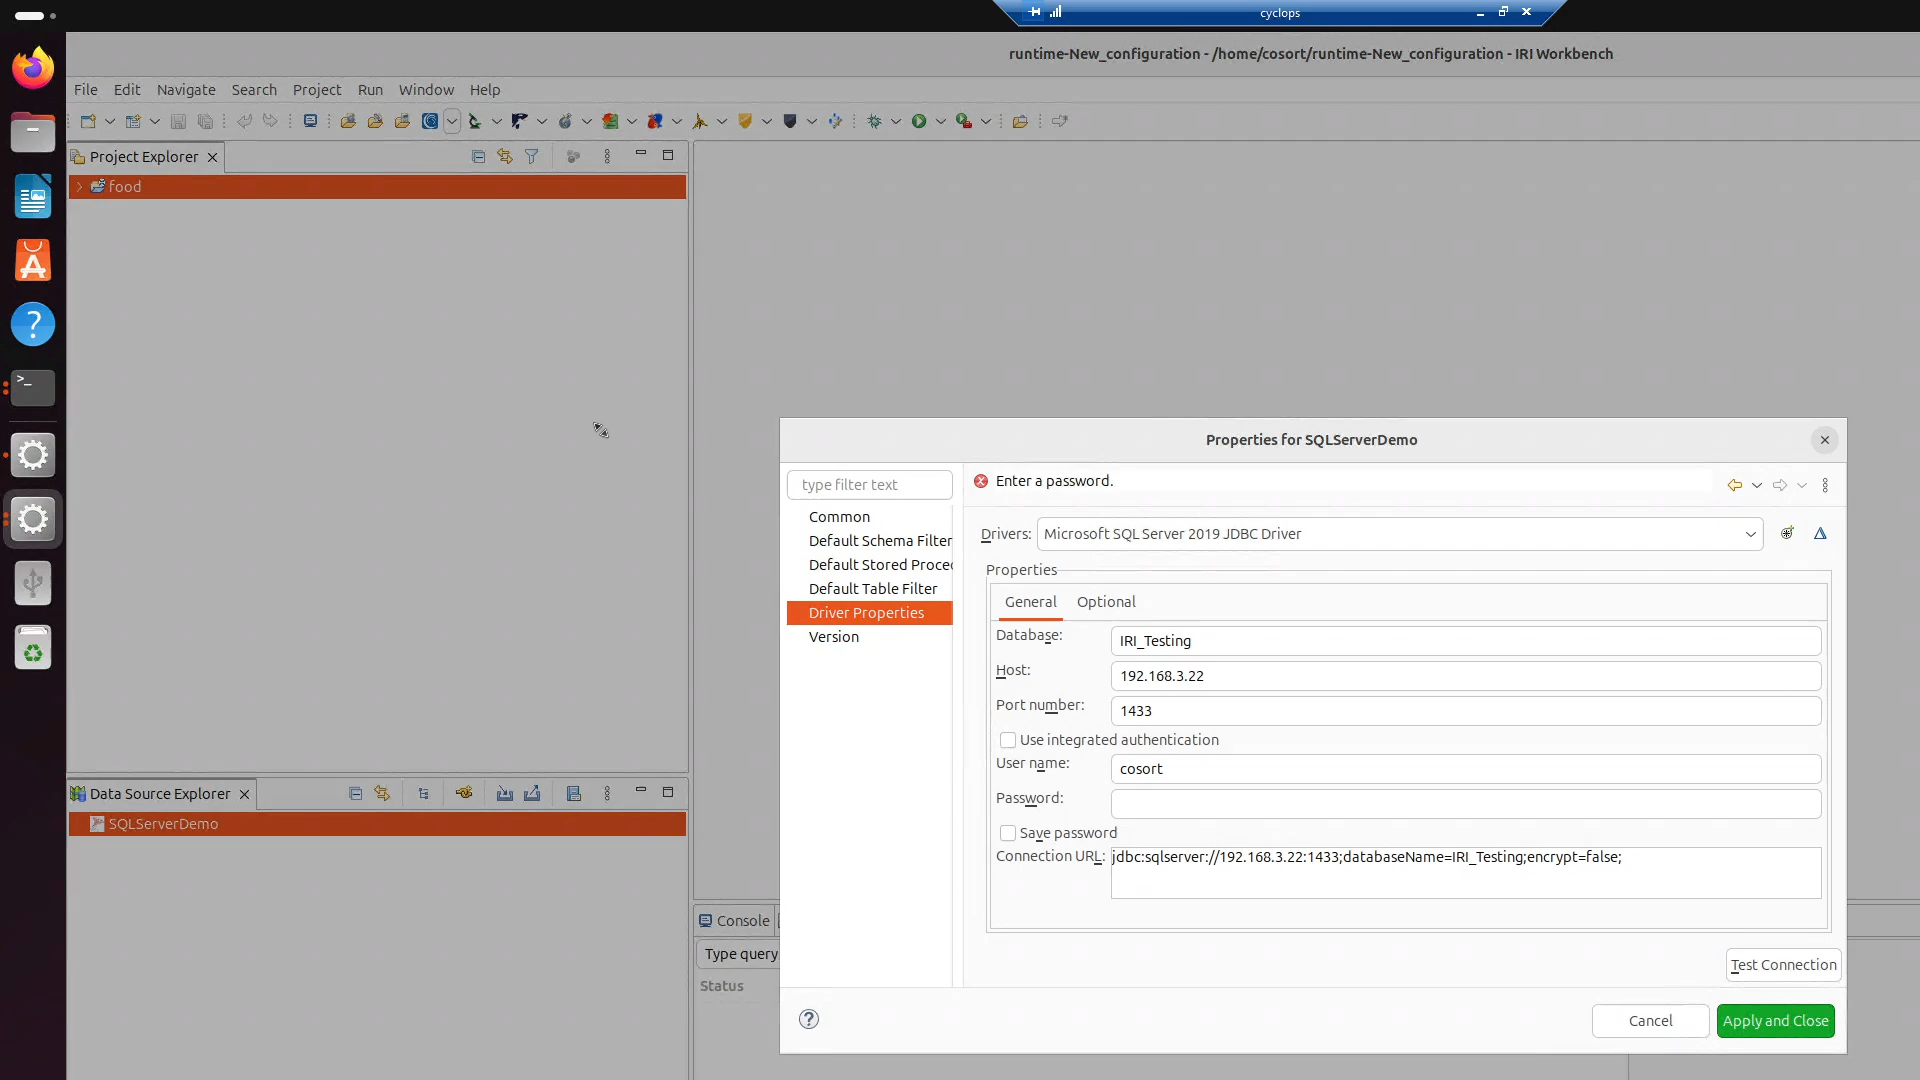 cyclops
runtime-New_configuration - /home/cosort/runtime-New_configuration - IRI Workbench
File Edit Navigate Search Project Run Window Help
Project Explorer
food
Properties for SQLServerDemo
type filter text
Enter a password.
Common
Default Schema Filter
Default Stored Proce
Default Table Filter
Driver Properties
Version
Drivers: Microsoft SQL Server 2019 JDBC Driver
Properties
General Optional
Database: IRI_Testing
Host: 192.168.3.22
Port number: 1433
Use integrated authentication
User name: cosort
Password:
Save password
Connection URL: jdbc:sqlserver://192.168.3.22:1433;databaseName=IRI_Testing;encrypt=false;
Test Connection
Cancel Apply and Close
Data Source Explorer
SQLServerDemo
Console
Type query
Status